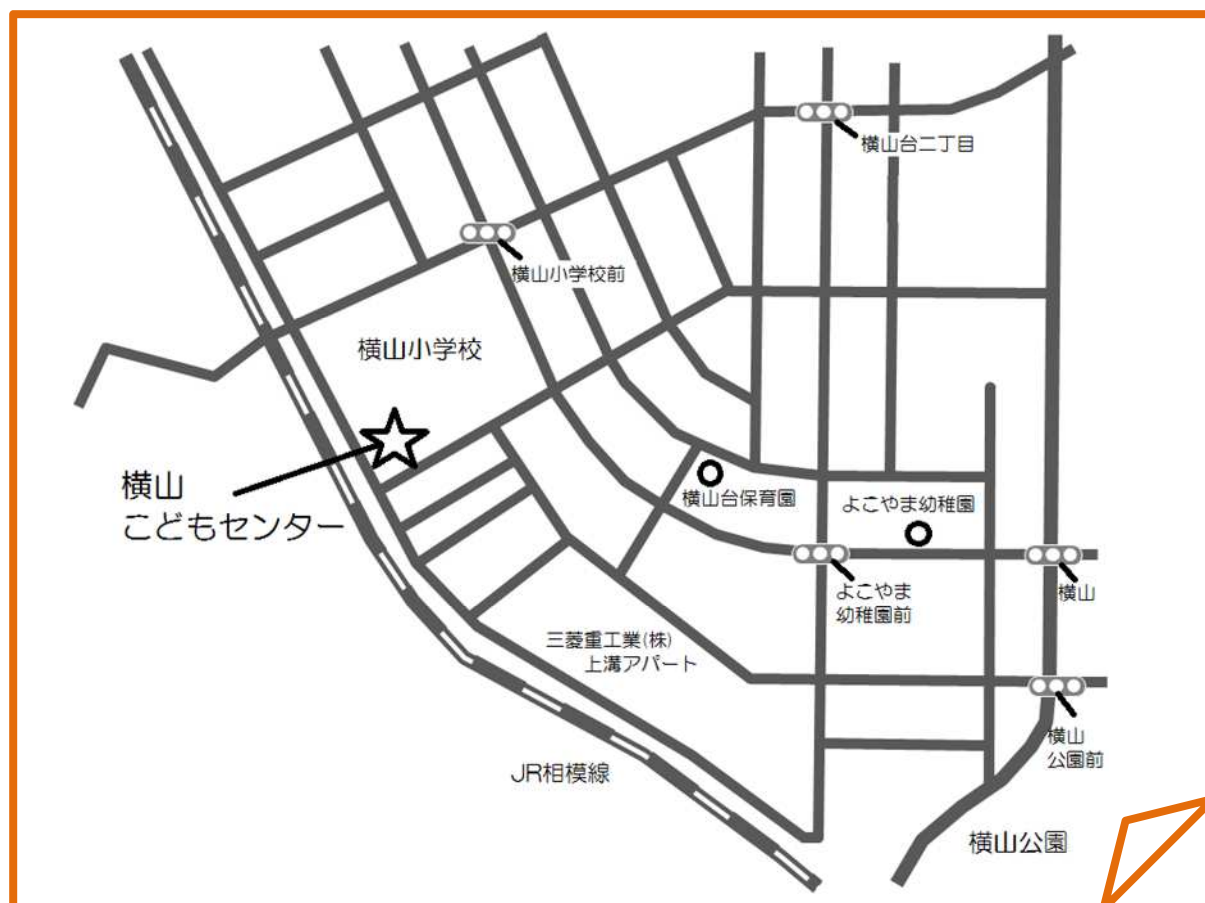 横山台二丁目
横山小学校前
横山小学校
横山
こどもセンター
横山台保育園
よこやま幼稚園
よこやま
幼稚園前
横山
三菱重工業(株)
上溝アパート
横山
公園前
JR相模線
横山公園